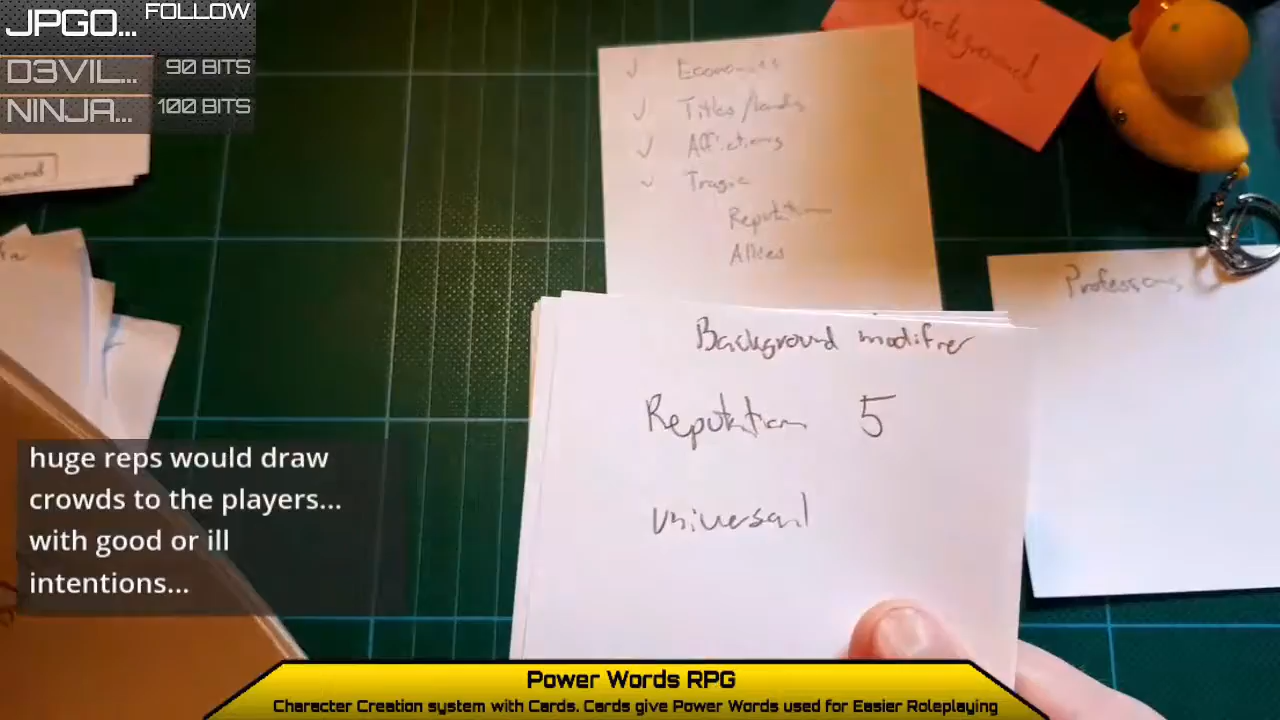 JPGO...
FOLLOW
D3VIL...
90 BITS
NINJA...
100 BITS
Background
Economics
Titles/lands
Afflictions
Tragic
Reputation
Allies
Professions
Background modifier
Reputation 5
Universal
huge reps would draw
crowds to the players...
with good or ill
intentions...
Power Words RPG
Character Creation system with Cards. Cards give Power Words used for Easier Roleplaying